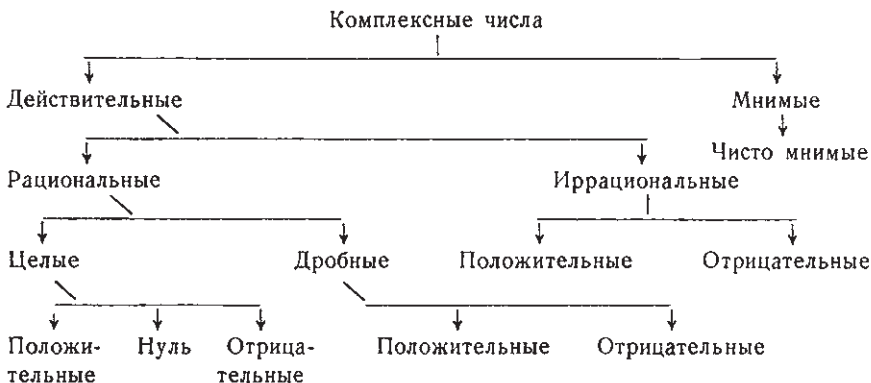 Комплексные числа
Действительные Мнимые
Чисто мнимые
Рациональные Иррациональные
Целые Дробные Положительные Отрицательные
Положи- Нуль Отрица- Положительные Отрицательные
тельные тельные